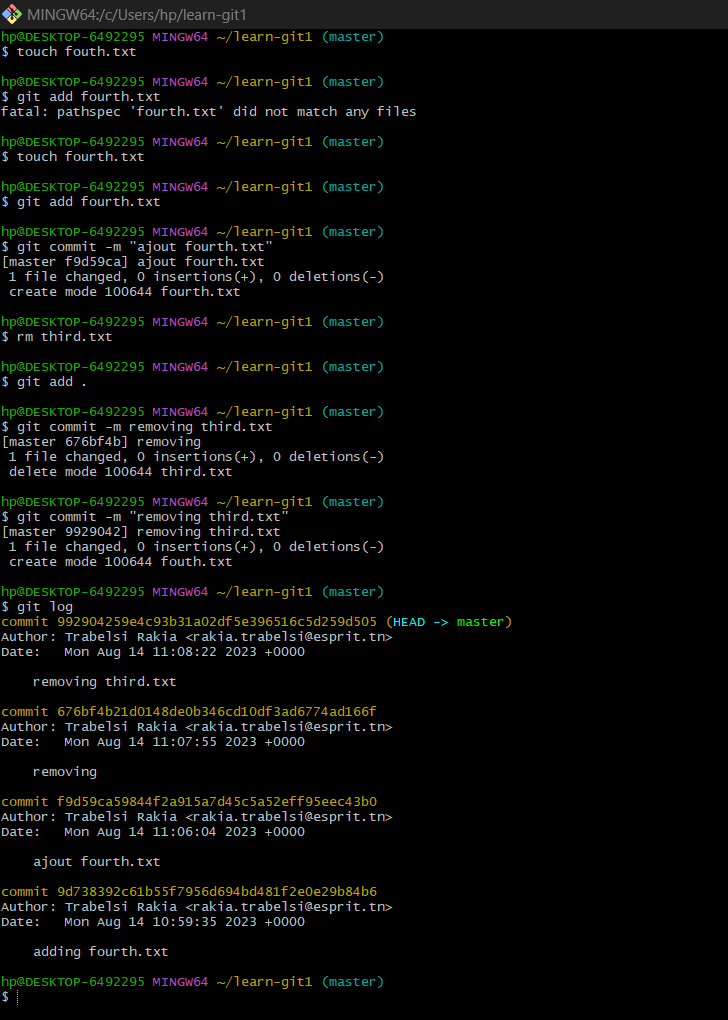 MINGW64:/c/Users/hp/learn-git1
hp@DESKTOP-6492295 MINGW64 ~/learn-git1 (master)
$ touch fouth.txt
hp@DESKTOP-6492295 MINGW64 ~/learn-git1 (master)
$ git add fourth.txt
fatal: pathspec 'fourth.txt' did not match any files
hp@DESKTOP-6492295 MINGW64 ~/learn-git1 (master)
$ touch fourth.txt
hp@DESKTOP-6492295 MINGW64 ~/learn-git1 (master)
$ git add fourth.txt
hp@DESKTOP-6492295 MINGW64 ~/learn-git1 (master)
$ git commit -m "ajout fourth.txt"
[master f9d59ca] ajout fourth.txt
 1 file changed, 0 insertions(+), 0 deletions(-)
 create mode 100644 fourth.txt
hp@DESKTOP-6492295 MINGW64 ~/learn-git1 (master)
$ rm third.txt
hp@DESKTOP-6492295 MINGW64 ~/learn-git1 (master)
$ git add .
hp@DESKTOP-6492295 MINGW64 ~/learn-git1 (master)
$ git commit -m removing third.txt
[master 676bf4b] removing
 1 file changed, 0 insertions(+), 0 deletions(-)
 delete mode 100644 third.txt
hp@DESKTOP-6492295 MINGW64 ~/learn-git1 (master)
$ git commit -m "removing third.txt"
[master 9929042] removing third.txt
 1 file changed, 0 insertions(+), 0 deletions(-)
 create mode 100644 fouth.txt
hp@DESKTOP-6492295 MINGW64 ~/learn-git1 (master)
$ git log
commit 992904259e4c93b31a02df5e396516c5d259d505 (HEAD -> master)
Author: Trabelsi Rakia <rakia.trabelsi@esprit.tn>
Date:   Mon Aug 14 11:08:22 2023 +0000
    removing third.txt
commit 676bf4b21d0148de0b346cd10df3ad6774ad166f
Author: Trabelsi Rakia <rakia.trabelsi@esprit.tn>
Date:   Mon Aug 14 11:07:55 2023 +0000
    removing
commit f9d59ca59844f2a915a7d45c5a52eff95eec43b0
Author: Trabelsi Rakia <rakia.trabelsi@esprit.tn>
Date:   Mon Aug 14 11:06:04 2023 +0000
    ajout fourth.txt
commit 9d738392c61b55f7956d694bd481f2e0e29b84b6
Author: Trabelsi Rakia <rakia.trabelsi@esprit.tn>
Date:   Mon Aug 14 10:59:35 2023 +0000
    adding fourth.txt
hp@DESKTOP-6492295 MINGW64 ~/learn-git1 (master)
$